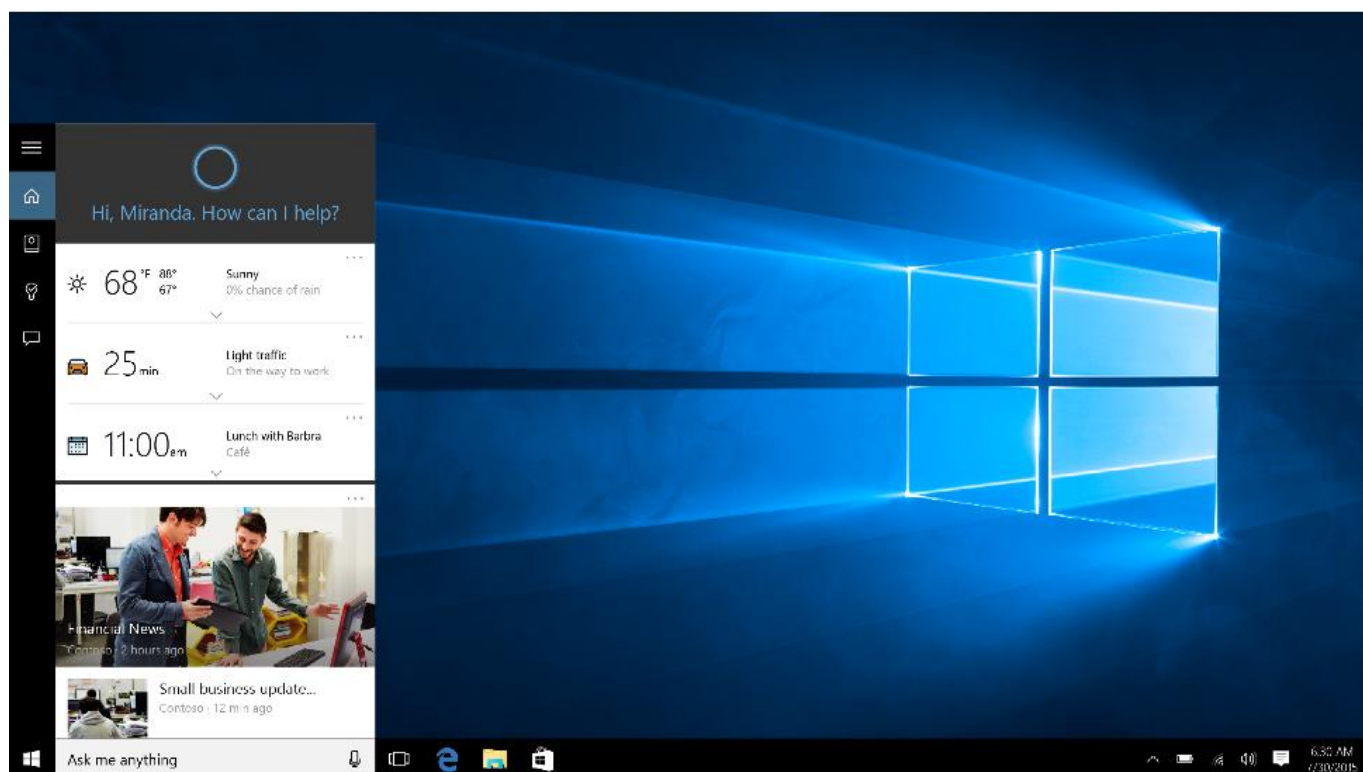 Hi, Miranda. How can I help?
68°F 88° 67°
Sunny
0% chance of rain
25 min
Light traffic
On the way to work
11:00am
Lunch with Barbra
Café
Financial News
Contoso · 2 hours ago
Small business update...
Contoso · 12 min ago
Ask me anything
6:30 AM
7/30/2015